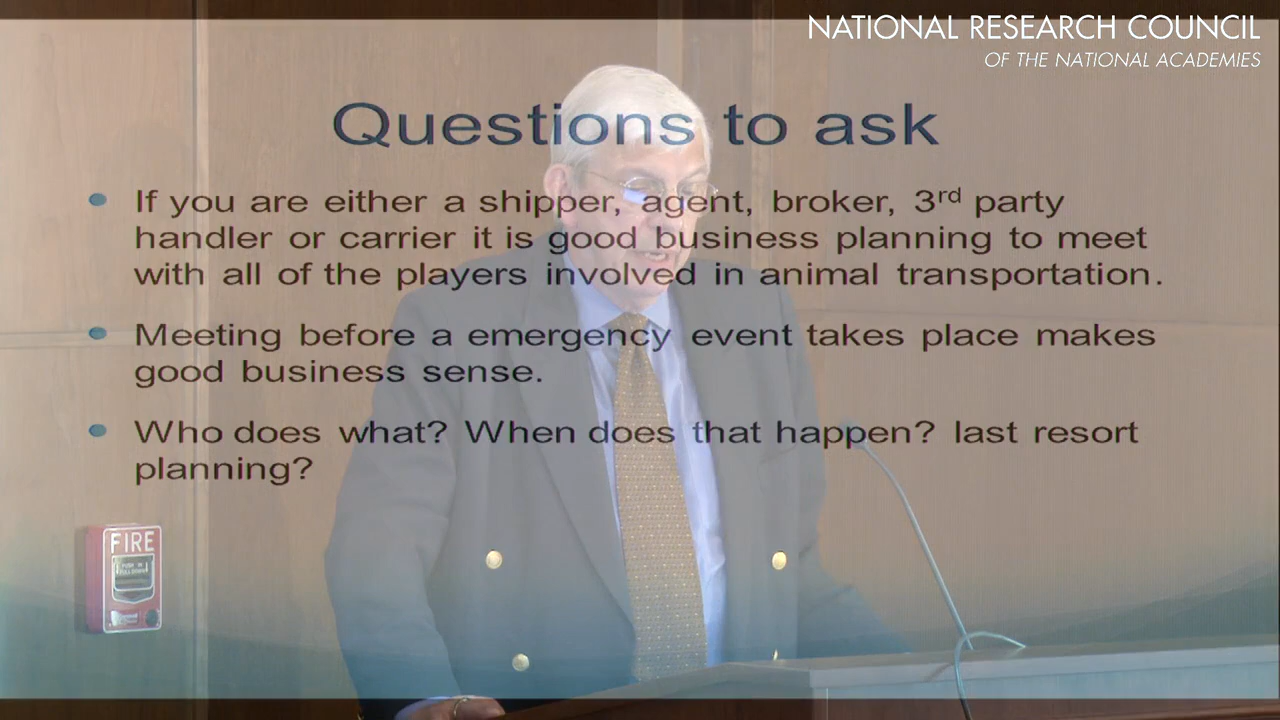 NATIONAL RESEARCH COUNCIL
OF THE NATIONAL ACADEMIES
Questions to ask
If you are either a shipper, agent, broker, 3rd party
handler or carrier it is good business planning to meet
with all of the players involved in animal transportation.
Meeting before a emergency event takes place makes
good business sense.
Who does what? When does that happen? last resort
planning?
FIRE